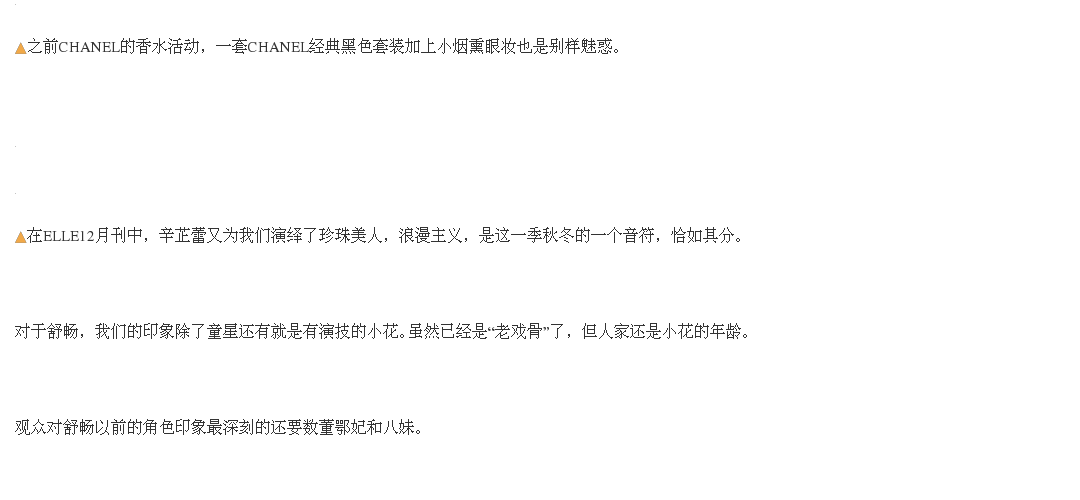 ▲之前CHANEL的香水活动，一套CHANEL经典黑色套装加上小烟熏眼妆也是别样魅惑。
▲在ELLE12月刊中，辛芷蕾又为我们演绎了珍珠美人，浪漫主义，是这一季秋冬的一个音符，恰如其分。
对于舒畅，我们的印象除了童星还有就是有演技的小花。虽然已经是“老戏骨”了，但人家还是小花的年龄。
观众对舒畅以前的角色印象最深刻的还要数董鄂妃和八妹。